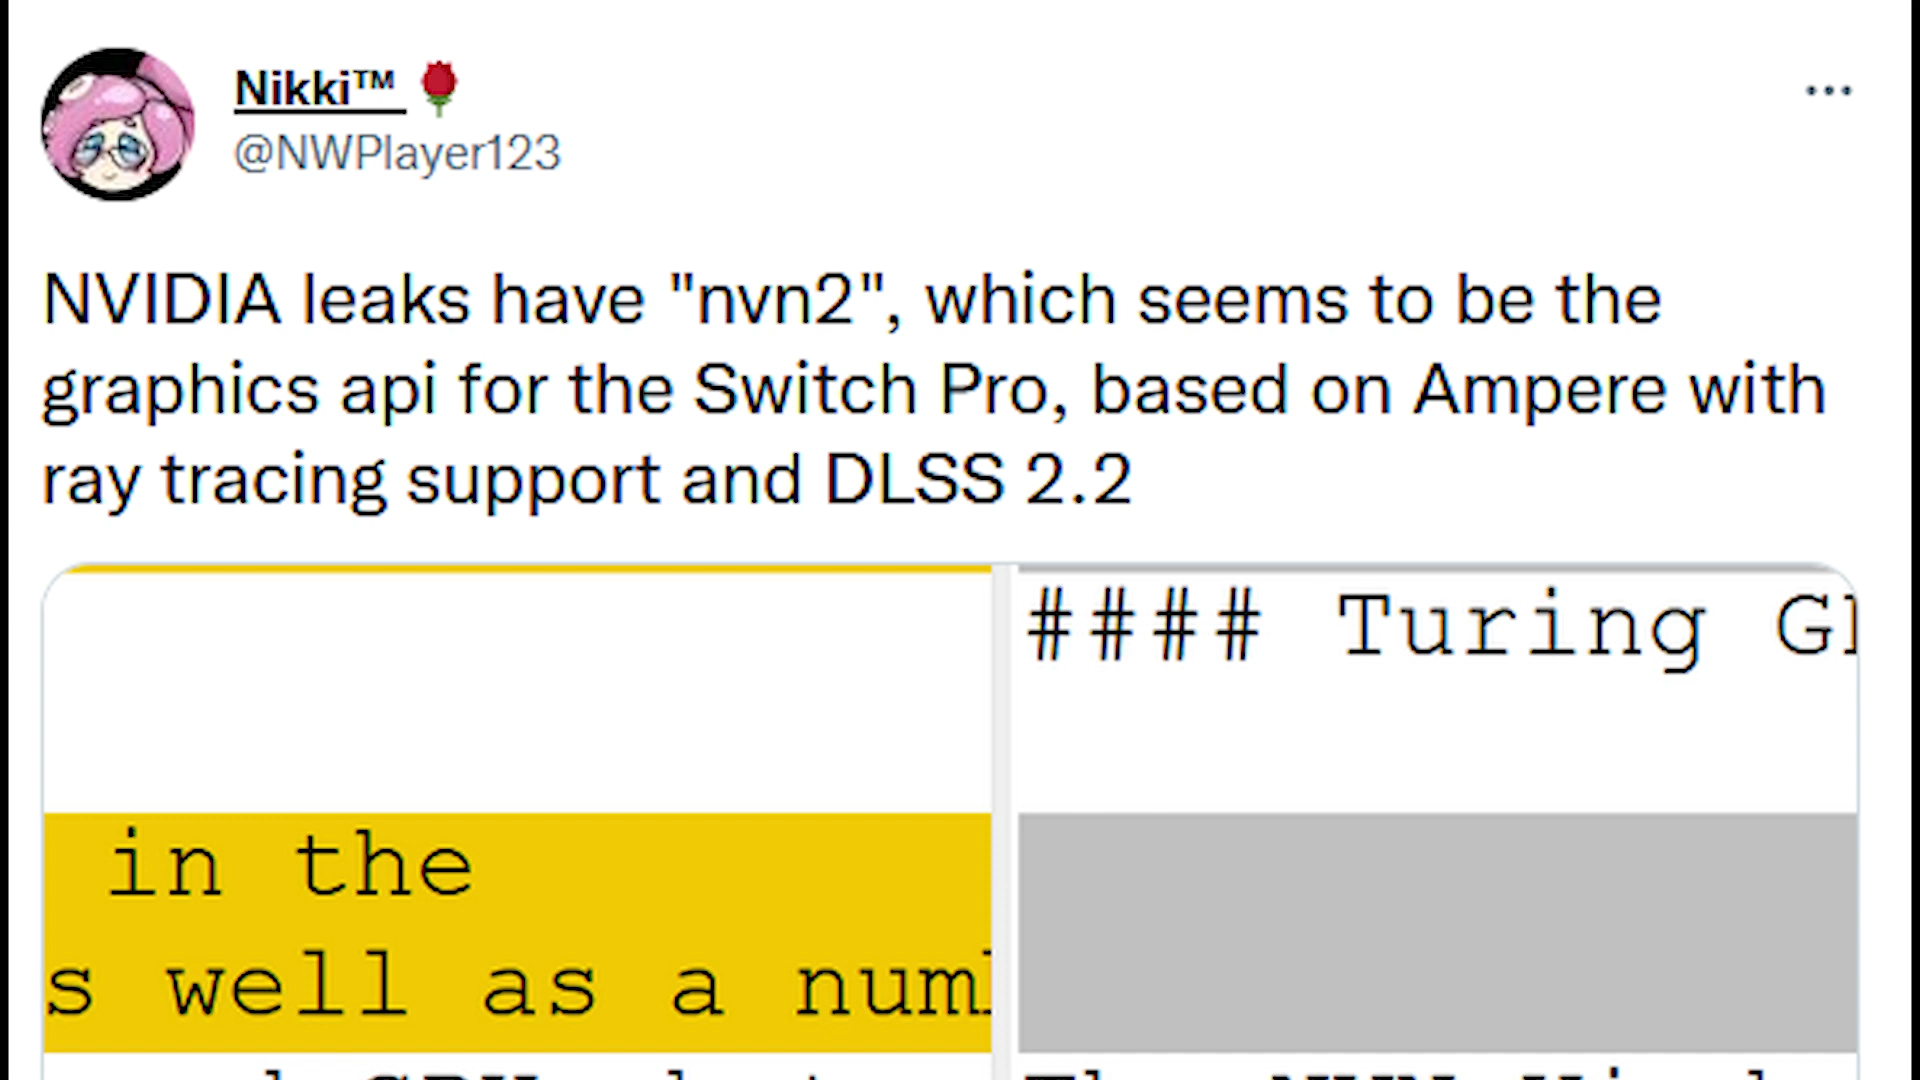 Nikki™ 🌹
@NWPlayer123
NVIDIA leaks have "nvn2", which seems to be the
graphics api for the Switch Pro, based on Ampere with
ray tracing support and DLSS 2.2
#### Turing
in the
s well as a